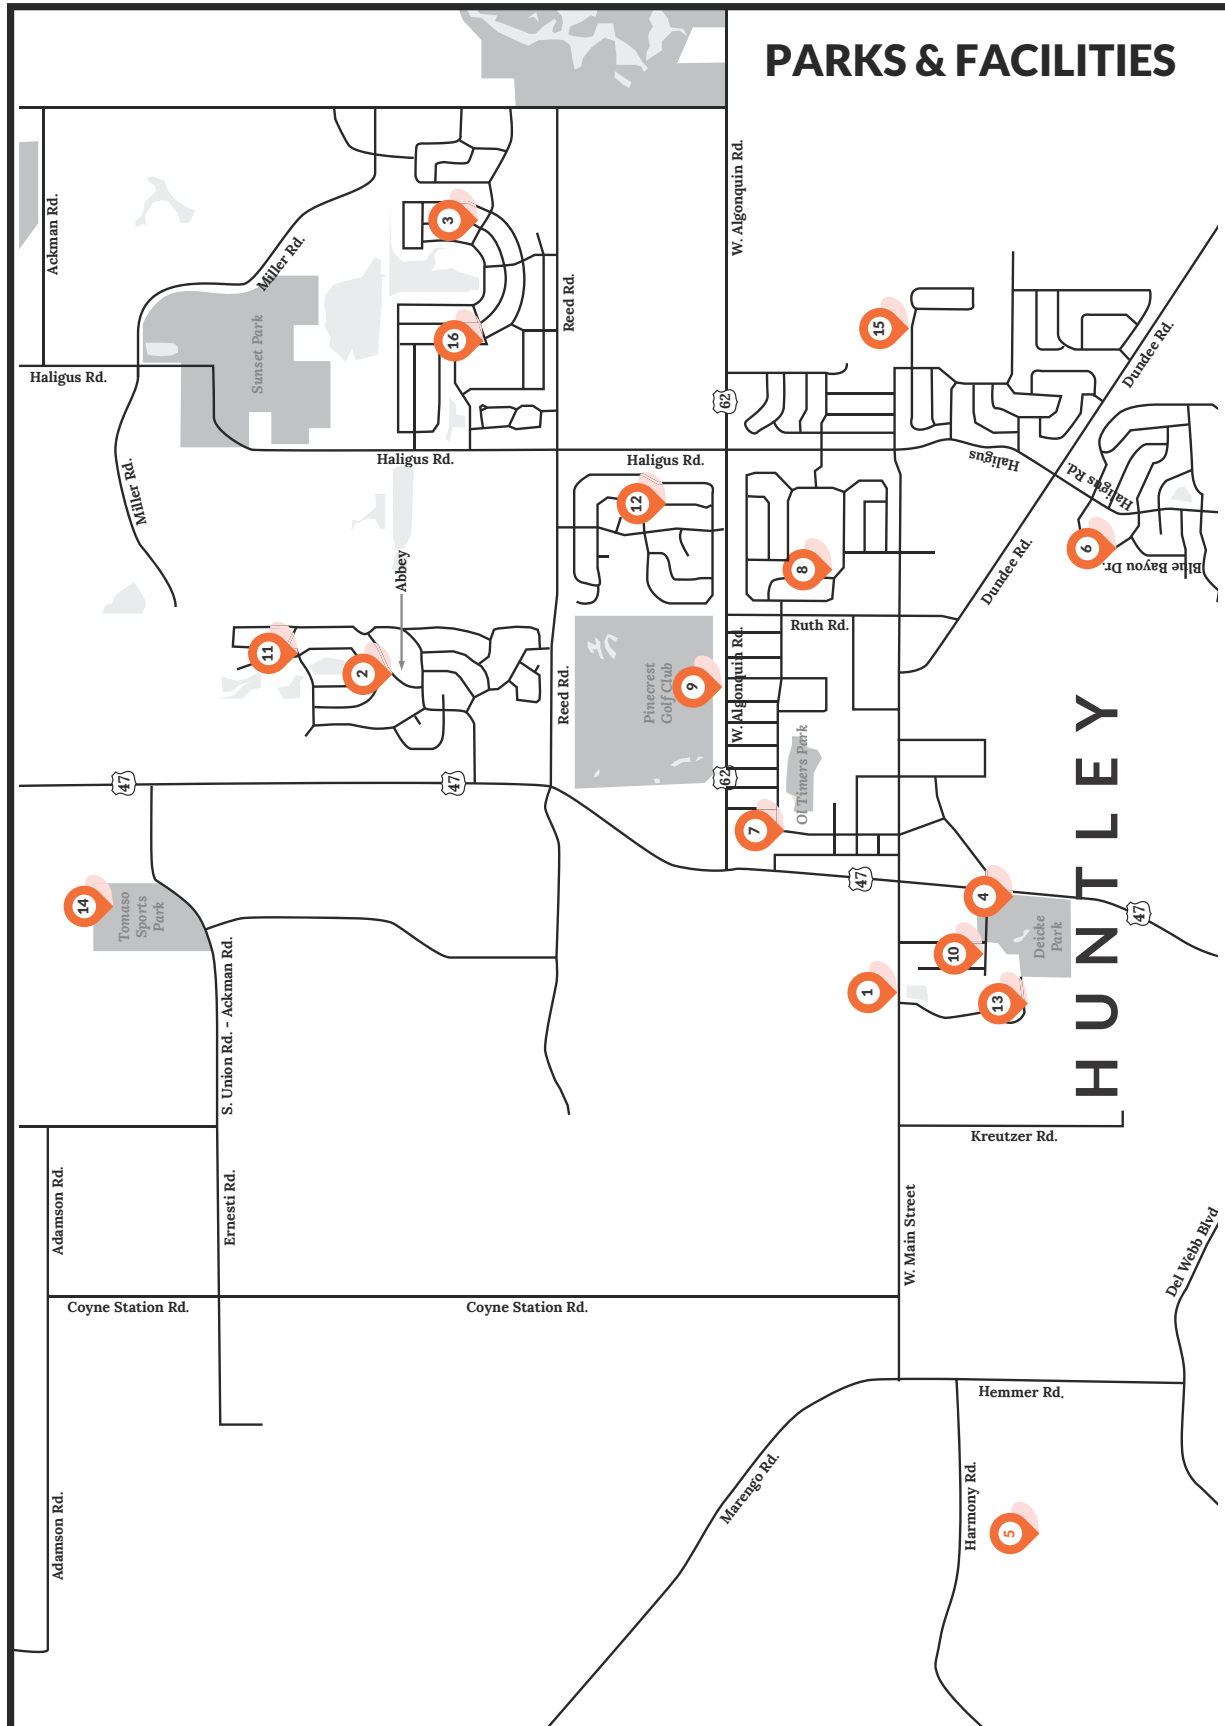 PARKS & FACILITIES
Ackman Rd.
W. Algonquin Rd.
3
Miller Rd.
Reed Rd.
15
Sunset Park
16
Dundee Rd.
Haligus Rd.
62
Haligus Rd.
Haligus Rd.
Haligus
Haligus Rd.
Haligus
Miller Rd.
12
6
Abbey
8
Dundee Rd.
Blue Bayou Dr.
Ruth Rd.
11
2
Reed Rd.
Pinecrest
Golf Club
9
W. Algonquin Rd.
47
47
62
Ol Timers Park
7
HUNTLEY
14
Tomaso
Sports
Park
47
4
47
10
Deicke
Park
1
13
S. Union Rd. - Ackman Rd.
Kreutzer Rd.
Adamson Rd.
Ernesti Rd.
W. Main Street
Del Webb Blvd
Coyne Station Rd.
Coyne Station Rd.
Hemmer Rd.
Marengo Rd.
Harmony Rd.
5
Adamson Rd.